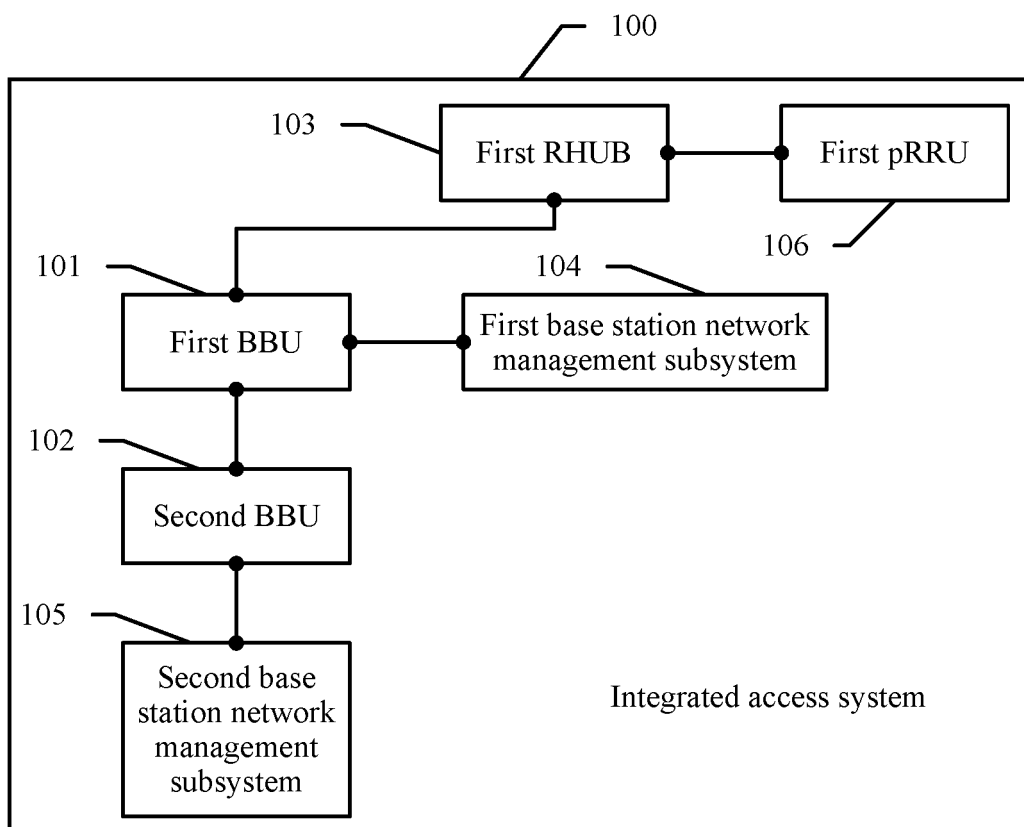 100
103
First RHUB
First pRRU
106
101
104
First BBU
First base station network
management subsystem
102
Second BBU
105
Second base
station network
management
subsystem
Integrated access system